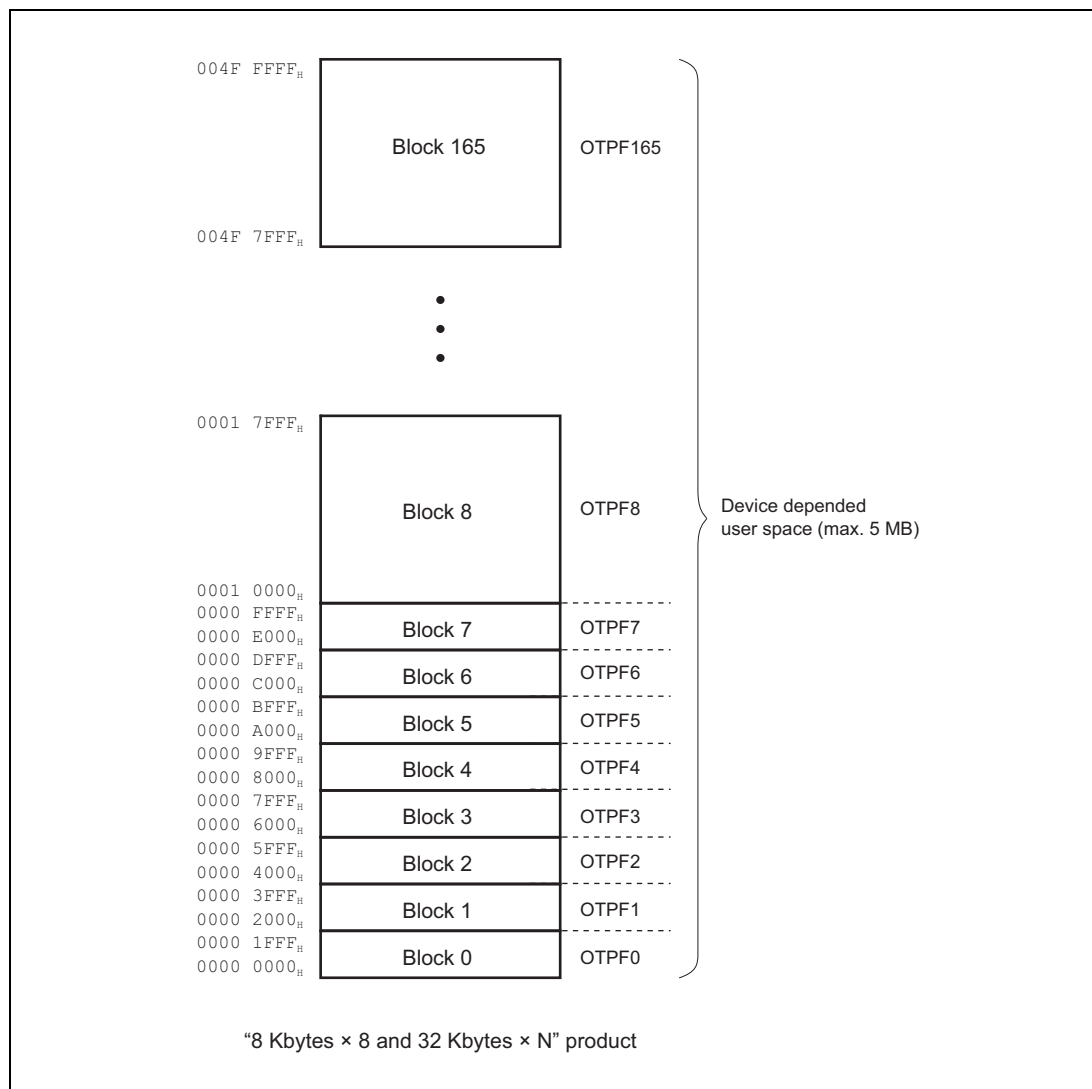 004F FFFFH
Block 165 OTPF165
004F 7FFFH
0001 7FFFH
Block 8 OTPF8
Device depended
user space (max. 5 MB)
0001 0000H
0000 FFFFH
Block 7 OTPF7
0000 E000H
0000 DFFFH
Block 6 OTPF6
0000 C000H
0000 BFFFH
Block 5 OTPF5
0000 A000H
0000 9FFFH
Block 4 OTPF4
0000 8000H
0000 7FFFH
Block 3 OTPF3
0000 6000H
0000 5FFFH
Block 2 OTPF2
0000 4000H
0000 3FFFH
Block 1 OTPF1
0000 2000H
0000 1FFFH
Block 0 OTPF0
0000 0000H
“8 Kbytes × 8 and 32 Kbytes × N” product